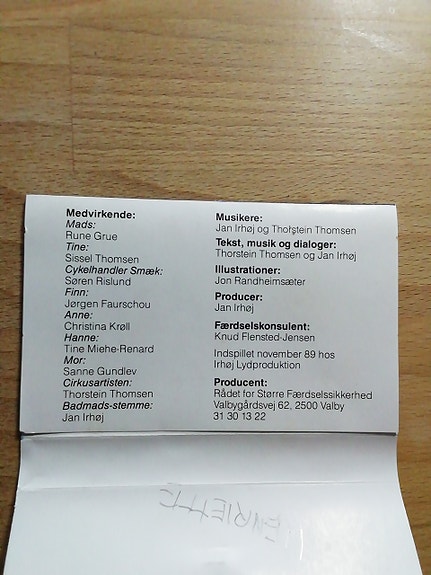 Medvirkende:
Mads:
Rune Grue
Tine:
Sissel Thomsen
Cykelhandler Smæk:
Søren Rislund
Finn:
Jørgen Faurschou
Anne:
Christina Krøll
Hanne:
Tine Miehe-Renard
Mor:
Sanne Gundlev
Cirkusartisten:
Thorstein Thomsen
Badmads-stemme:
Jan Irhøj
Musikere:
Jan Irhøj og Thorstein Thomsen
Tekst, musik og dialoger:
Thorstein Thomsen og Jan Irhøj
Illustrationer:
Jon Randheimsæter
Producer:
Jan Irhøj
Færdselskonsulent:
Knud Flensted-Jensen
Indspillet november 89 hos
Irhøj Lydproduktion
Producent:
Rådet for Større Færdselssikkerhed
Valbygårdsvej 62, 2500 Valby
31 30 13 22